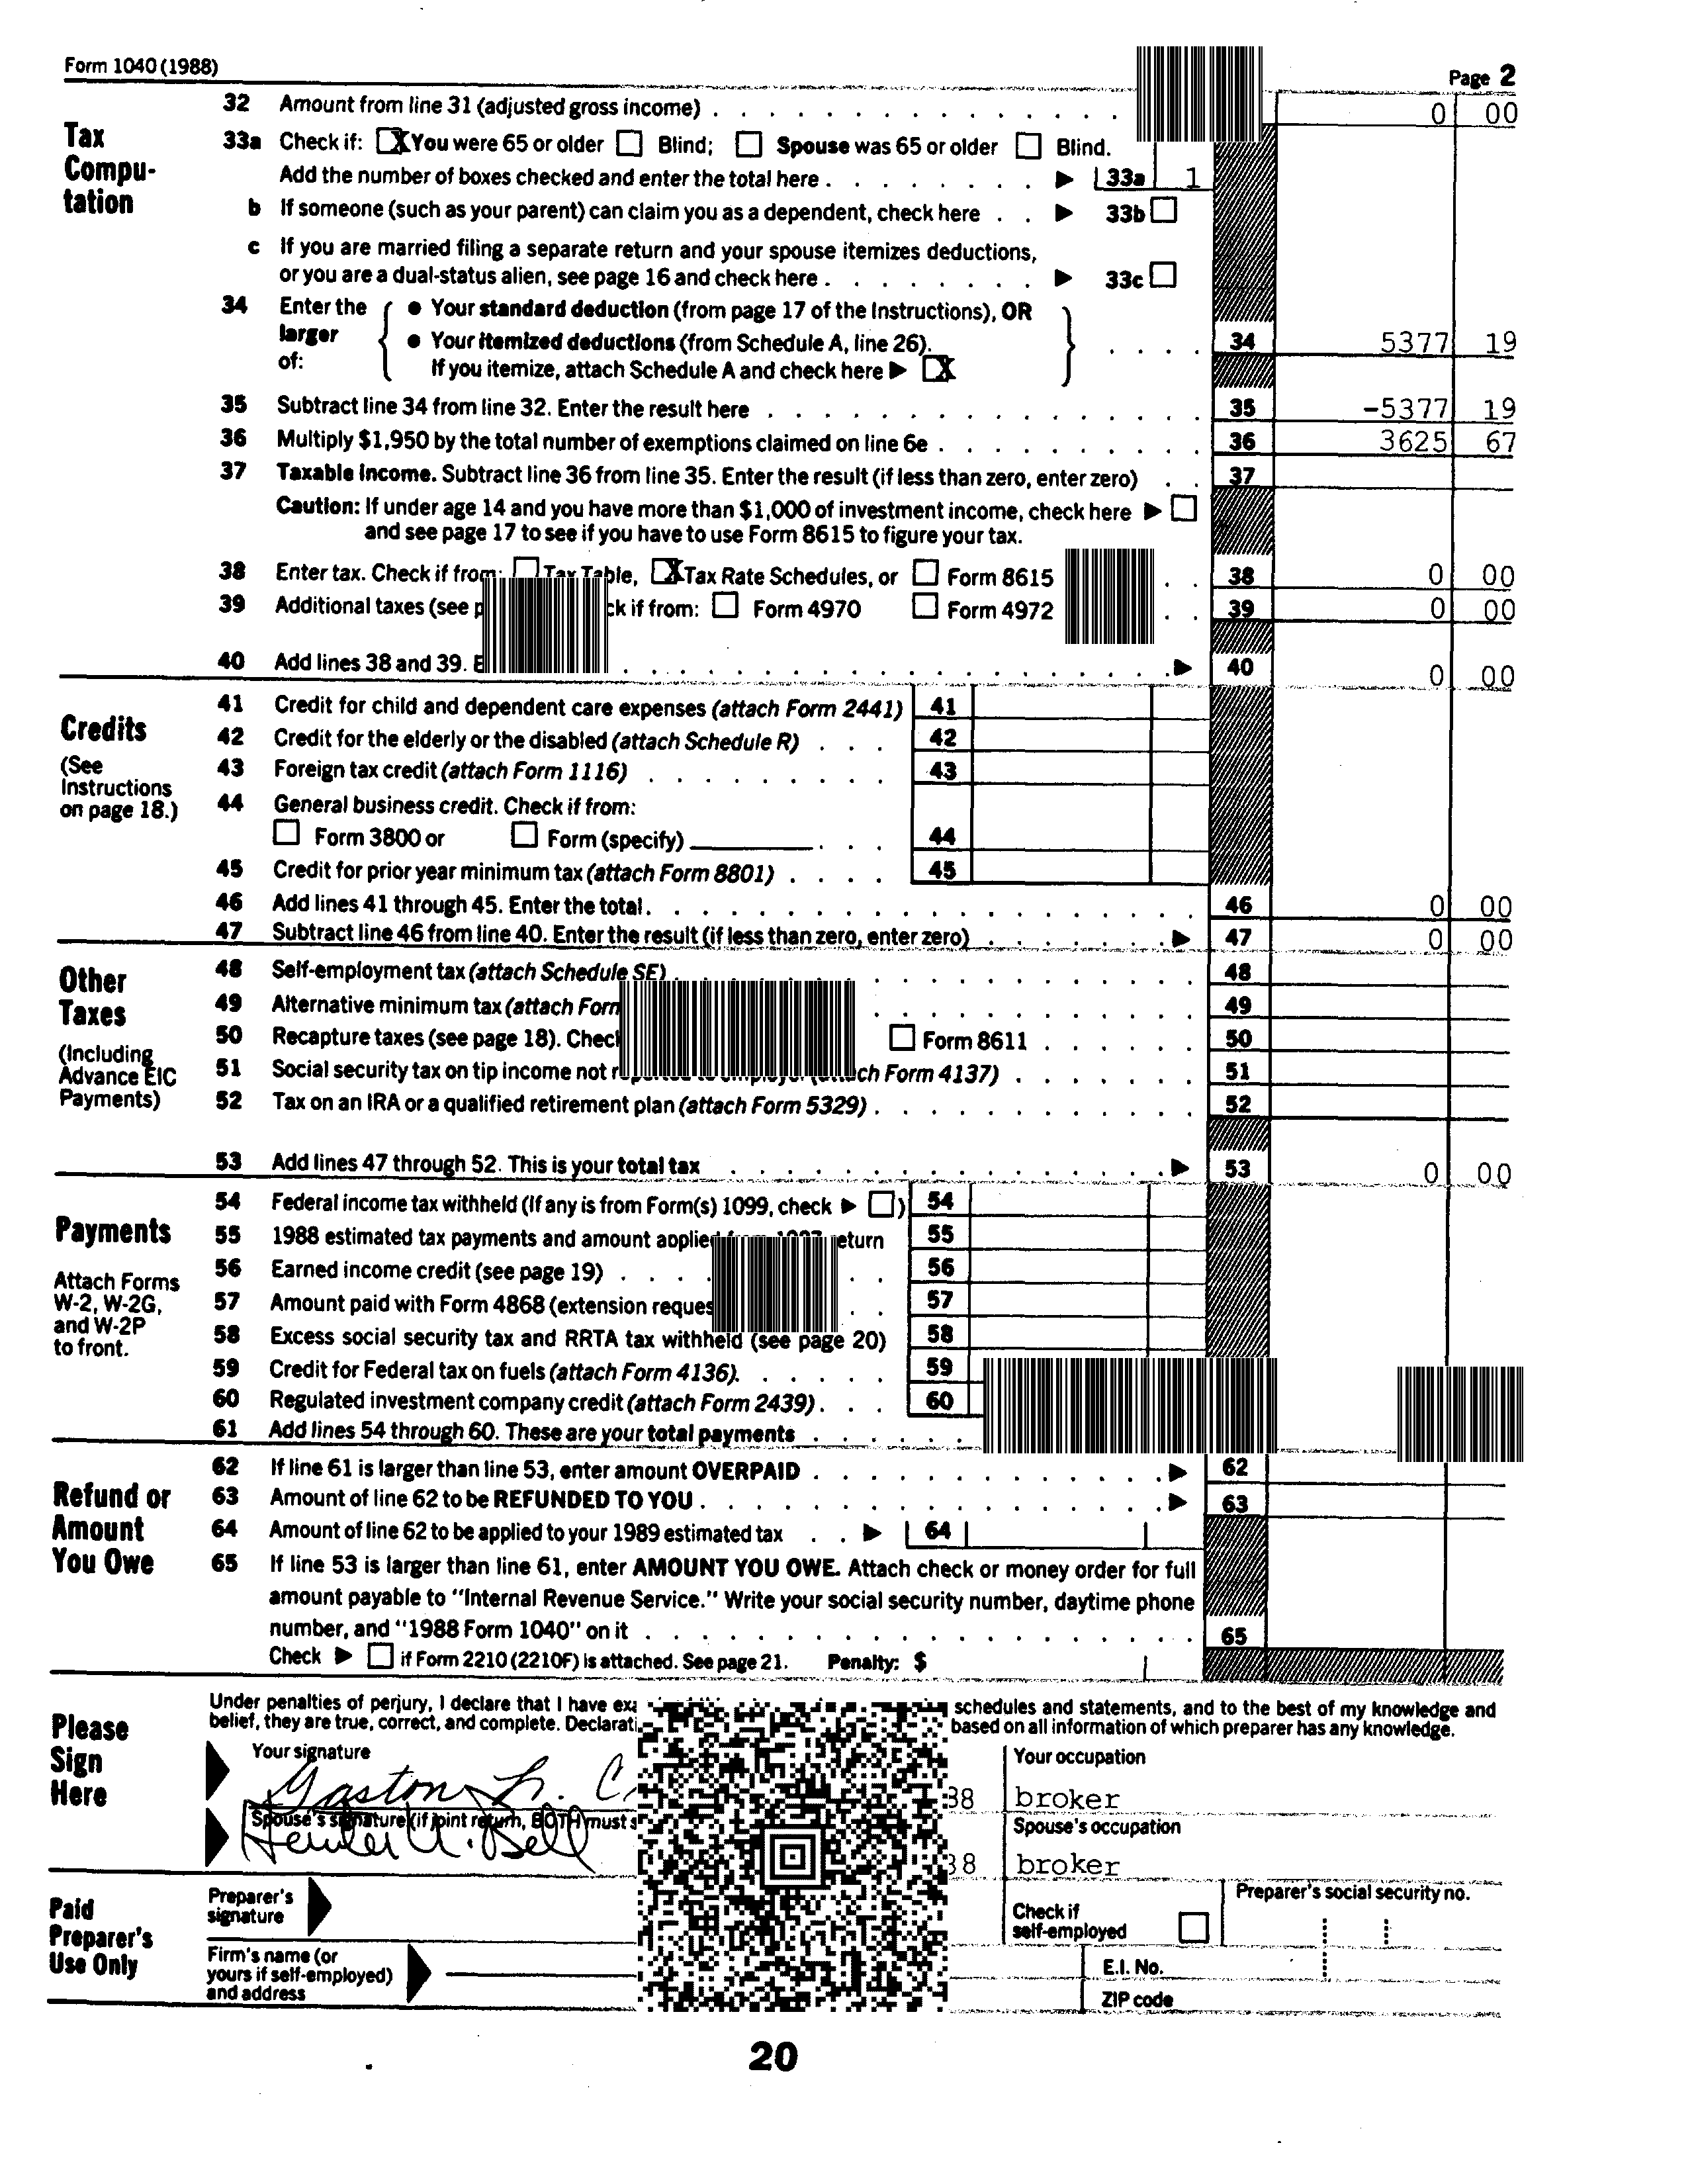 Form 1040 (1988)
Page 2
Tax Computation
32 Amount from line 31 (adjusted gross income) . . . 0 00
33a Check if: [X] You were 65 or older [ ] Blind; [ ] Spouse was 65 or older [ ] Blind.
Add the number of boxes checked and enter the total here . . . ▶ 33a 1
b If someone (such as your parent) can claim you as a dependent, check here . . ▶ 33b [ ]
c If you are married filing a separate return and your spouse itemizes deductions,
or you are a dual-status alien, see page 16 and check here . . . ▶ 33c [ ]
34 Enter the larger of:
• Your standard deduction (from page 17 of the Instructions), OR
• Your itemized deductions (from Schedule A, line 26).
If you itemize, attach Schedule A and check here ▶ [X]
. . . . 34 5377 19
35 Subtract line 34 from line 32. Enter the result here . . . 35 -5377 19
36 Multiply $1,950 by the total number of exemptions claimed on line 6e . . . 36 3625 67
37 Taxable income. Subtract line 36 from line 35. Enter the result (if less than zero, enter zero) . . 37
Caution: If under age 14 and you have more than $1,000 of investment income, check here ▶ [ ]
and see page 17 to see if you have to use Form 8615 to figure your tax.
38 Enter tax. Check if from: [ ] Tax Table, [X] Tax Rate Schedules, or [ ] Form 8615 . . 38 0 00
39 Additional taxes (see if from: [ ] Form 4970 [ ] Form 4972 . . 39 0 00
40 Add lines 38 and 39. . . . ▶ 40 0 00
Credits
(See Instructions on page 18.)
41 Credit for child and dependent care expenses (attach Form 2441) 41
42 Credit for the elderly or the disabled (attach Schedule R) . . . 42
43 Foreign tax credit (attach Form 1116) . . . 43
44 General business credit. Check if from:
[ ] Form 3800 or [ ] Form (specify) . . . 44
45 Credit for prior year minimum tax (attach Form 8801) . . . . 45
46 Add lines 41 through 45. Enter the total . . . 46 0 00
47 Subtract line 46 from line 40. Enter the result (if less than zero, enter zero) . . . ▶ 47 0 00
Other Taxes
(Including Advance EIC Payments)
48 Self-employment tax (attach Schedule SE) . . . 48
49 Alternative minimum tax (attach . . . 49
50 Recapture taxes (see page 18). [ ] Form 8611 . . . 50
51 Social security tax on tip income not reported to employer (attach Form 4137) . . . 51
52 Tax on an IRA or a qualified retirement plan (attach Form 5329) . . . 52
53 Add lines 47 through 52. This is your total tax . . . ▶ 53 0 00
Payments
Attach Forms W-2, W-2G, and W-2P to front.
54 Federal income tax withheld (If any is from Form(s) 1099, check ▶ [ ] ) 54
55 1988 estimated tax payments and amount applied from 1987 return 55
56 Earned income credit (see page 19) . . . 56
57 Amount paid with Form 4868 (extension . . 57
58 Excess social security tax and RRTA tax withheld (see page 20) 58
59 Credit for Federal tax on fuels (attach Form 4136). . . . 59
60 Regulated investment company credit (attach Form 2439) . . . 60
61 Add lines 54 through 60. These are your total payments . . .
Refund or Amount You Owe
62 If line 61 is larger than line 53, enter amount OVERPAID . . . ▶ 62
63 Amount of line 62 to be REFUNDED TO YOU . . . ▶ 63
64 Amount of line 62 to be applied to your 1989 estimated tax . . ▶ 64
65 If line 53 is larger than line 61, enter AMOUNT YOU OWE. Attach check or money order for full
amount payable to "Internal Revenue Service." Write your social security number, daytime phone
number, and "1988 Form 1040" on it . . . 65
Check ▶ [ ] if Form 2210 (2210F) is attached. See page 21. Penalty: $
Please Sign Here
Under penalties of perjury, I declare that I have schedules and statements, and to the best of my knowledge and
belief, they are true, correct, and complete. based on all information of which preparer has any knowledge.
Your signature
Gaston L. C
88
Your occupation
broker
Spouse's signature (if joint return, BOTH must
A. Bell
88
Spouse's occupation
broker
Paid Preparer's Use Only
Preparer's signature
Check if self-employed [ ]
Preparer's social security no.
Firm's name (or yours if self-employed) and address
E.I. No.
ZIP code
20